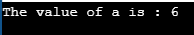 The value of a is : 6